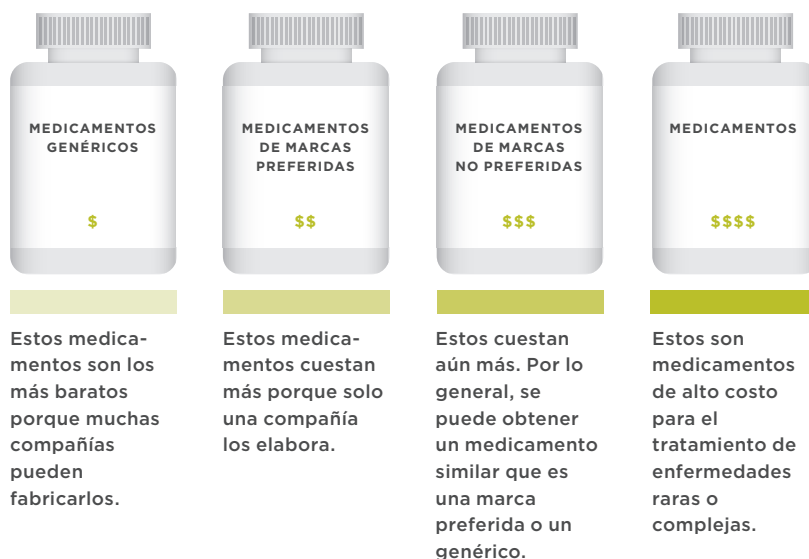 MEDICAMENTOS
GENÉRICOS
$
MEDICAMENTOS
DE MARCAS
PREFERIDAS
$$
MEDICAMENTOS
DE MARCAS
NO PREFERIDAS
$$$
MEDICAMENTOS
$$$$
Estos medica-
mentos son los
más baratos
porque muchas
compañías
pueden
fabricarlos.
Estos medica-
mentos cuestan
más porque solo
una compañía
los elabora.
Estos cuestan
aún más. Por lo
general, se
puede obtener
un medicamento
similar que es
una marca
preferida o un
genérico.
Estos son
medicamentos
de alto costo
para el
tratamiento de
enfermedades
raras o
complejas.